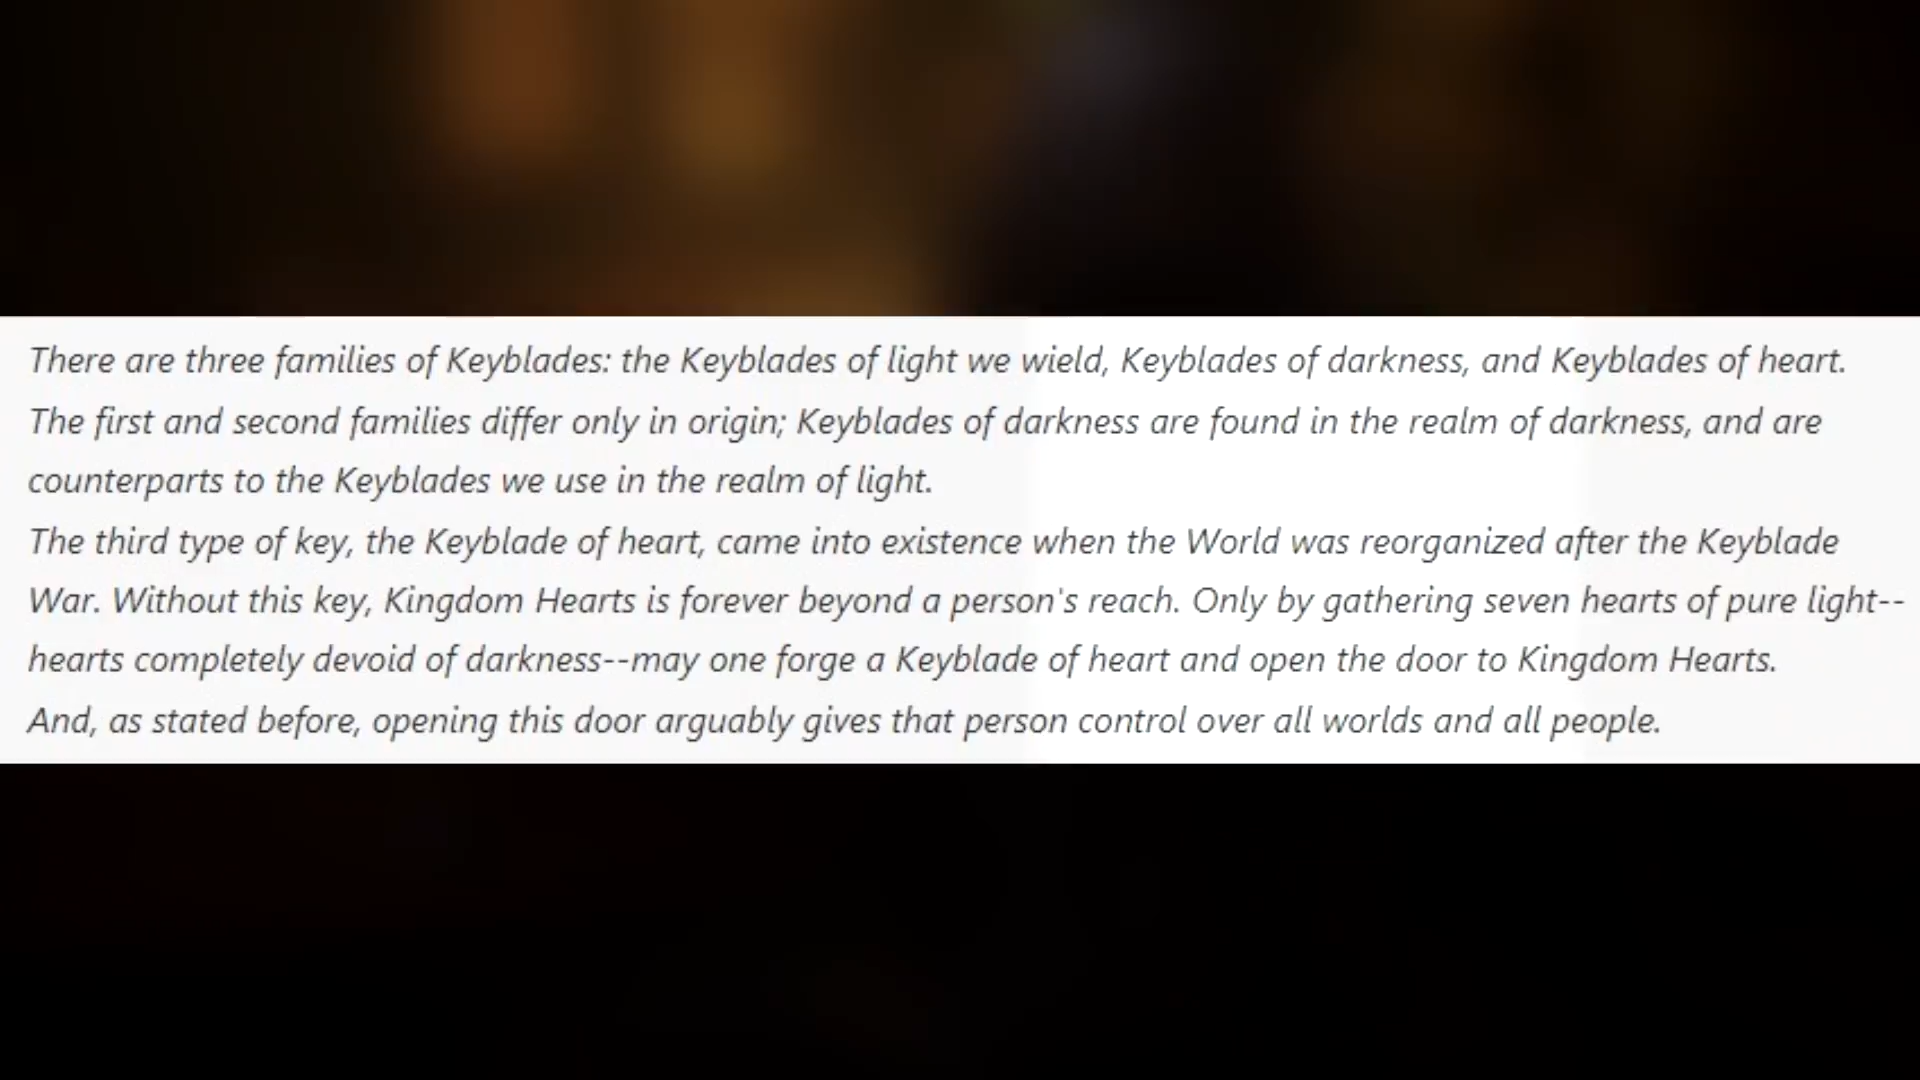 There are three families of Keyblades: the Keyblades of light we wield, Keyblades of darkness, and Keyblades of heart.
The first and second families differ only in origin; Keyblades of darkness are found in the realm of darkness, and are
counterparts to the Keyblades we use in the realm of light.
The third type of key, the Keyblade of heart, came into existence when the World was reorganized after the Keyblade
War. Without this key, Kingdom Hearts is forever beyond a person's reach. Only by gathering seven hearts of pure light--
hearts completely devoid of darkness--may one forge a Keyblade of heart and open the door to Kingdom Hearts.
And, as stated before, opening this door arguably gives that person control over all worlds and all people.